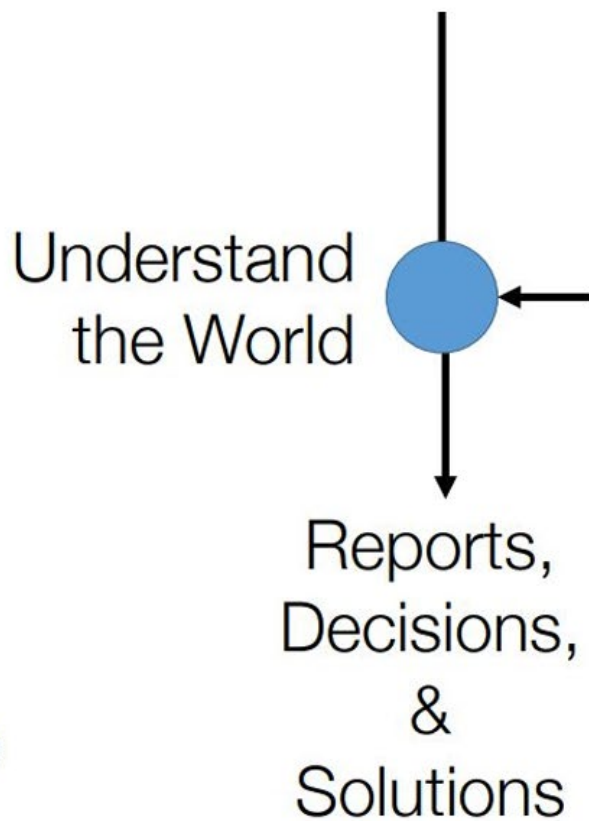 Understand
the World
Reports,
Decisions,
&
Solutions